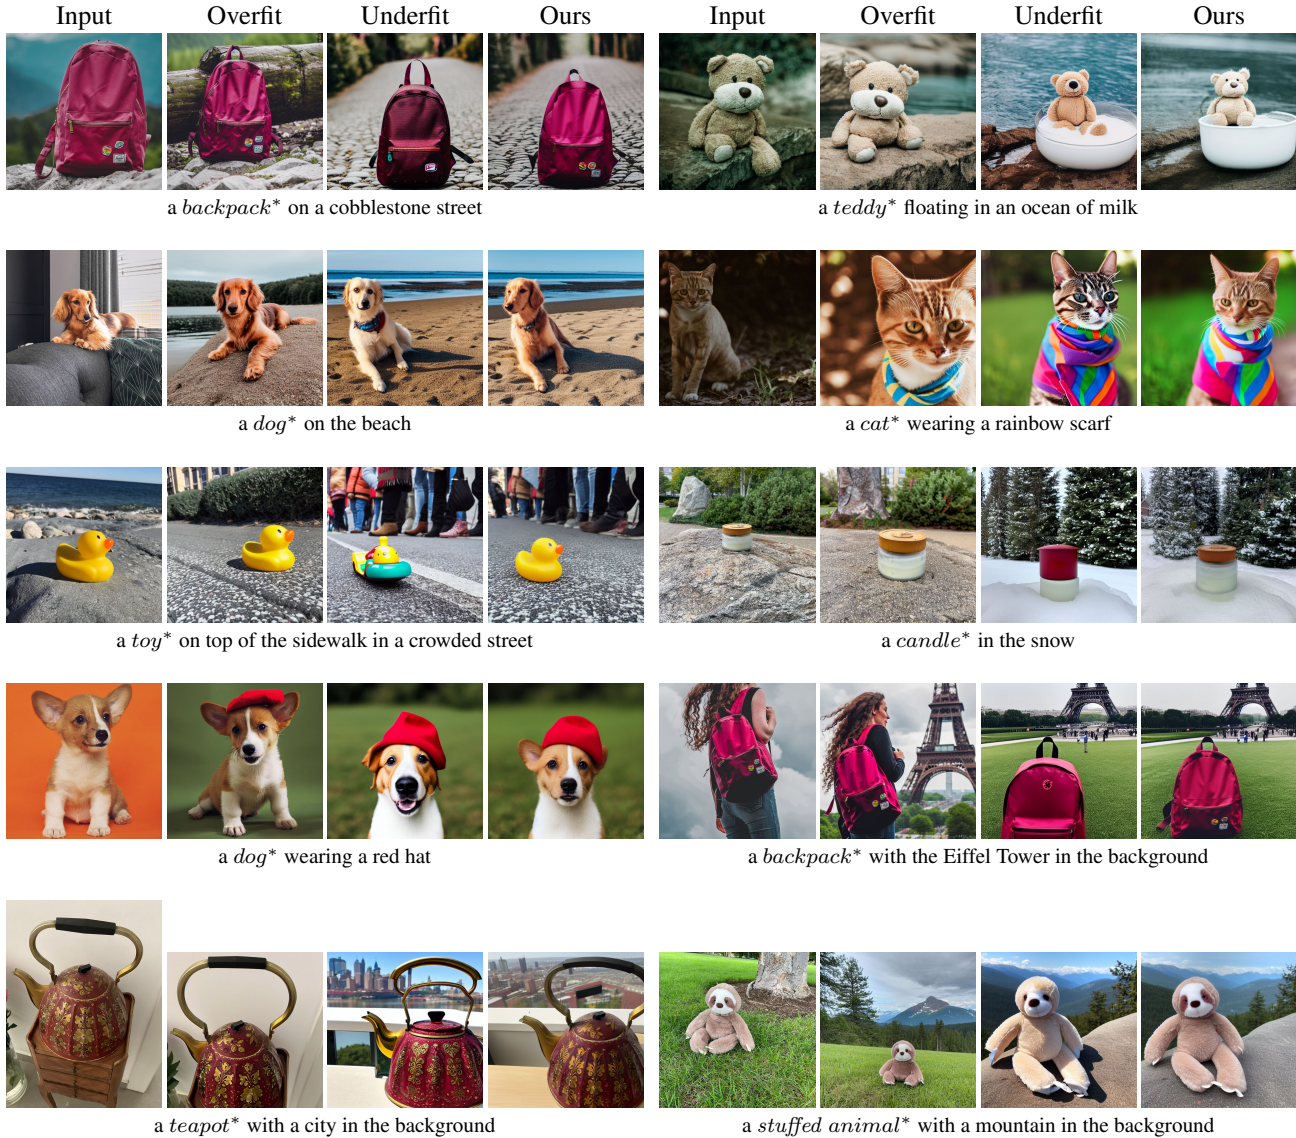 Input Overfit Underfit Ours Input Overfit Underfit Ours
a backpack* on a cobblestone street
a teddy* floating in an ocean of milk
a dog* on the beach
a cat* wearing a rainbow scarf
a toy* on top of the sidewalk in a crowded street
a candle* in the snow
a dog* wearing a red hat
a backpack* with the Eiffel Tower in the background
a teapot* with a city in the background
a stuffed animal* with a mountain in the background